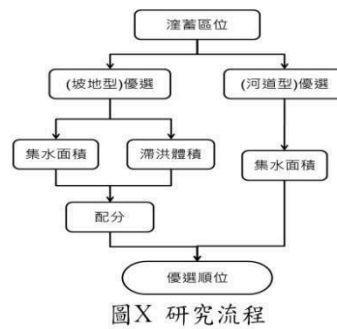 漥蓄區位
(坡地型)優選
(河道型)優選
集水面積
滯洪體積
集水面積
配分
優選順位
圖X 研究流程